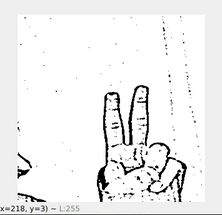 x=218, y=3) ~ L:255